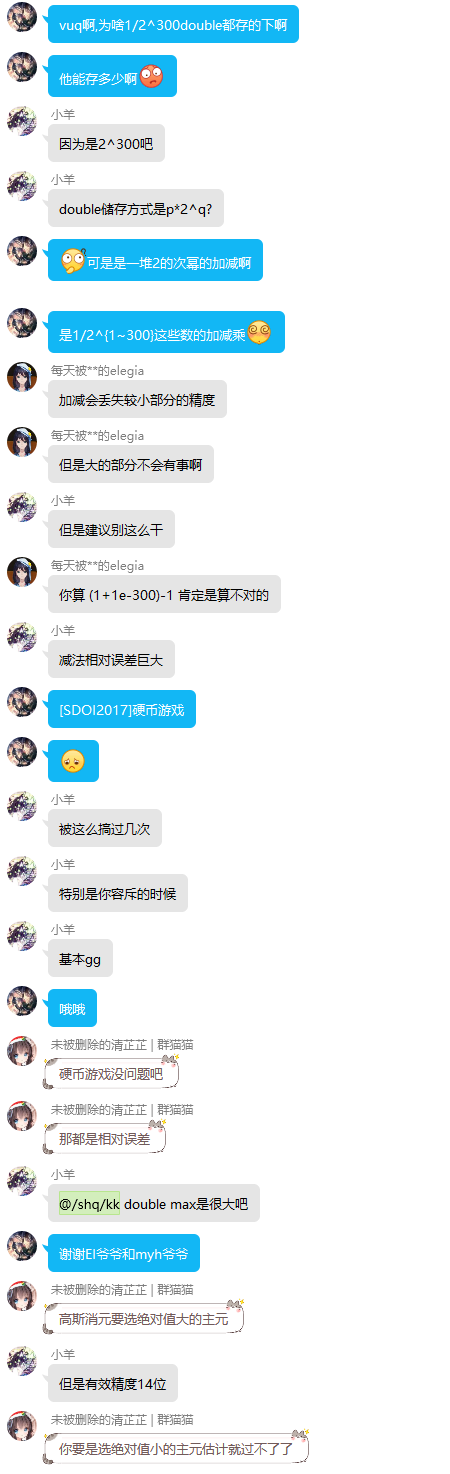 vuq啊,为啥1/2^300double都存的下啊
他能存多少啊
小羊
因为是2^300吧
小羊
double储存方式是p*2^q?
可是是一堆2的次幂的加减啊
是1/2^{1~300}这些数的加减乘
每天被**的elegia
加减会丢失较小部分的精度
每天被**的elegia
但是大的部分不会有事啊
小羊
但是建议别这么干
每天被**的elegia
你算 (1+1e-300)-1 肯定是算不对的
小羊
减法相对误差巨大
[SDOI2017]硬币游戏
小羊
被这么搞过几次
小羊
特别是你容斥的时候
小羊
基本gg
哦哦
未被删除的清芷芷 | 群猫猫
硬币游戏没问题吧
未被删除的清芷芷 | 群猫猫
那都是相对误差
小羊
@/shq/kk double max是很大吧
谢谢EI爷爷和myh爷爷
未被删除的清芷芷 | 群猫猫
高斯消元要选绝对值大的主元
小羊
但是有效精度14位
未被删除的清芷芷 | 群猫猫
你要是选绝对值小的主元估计就过不了了